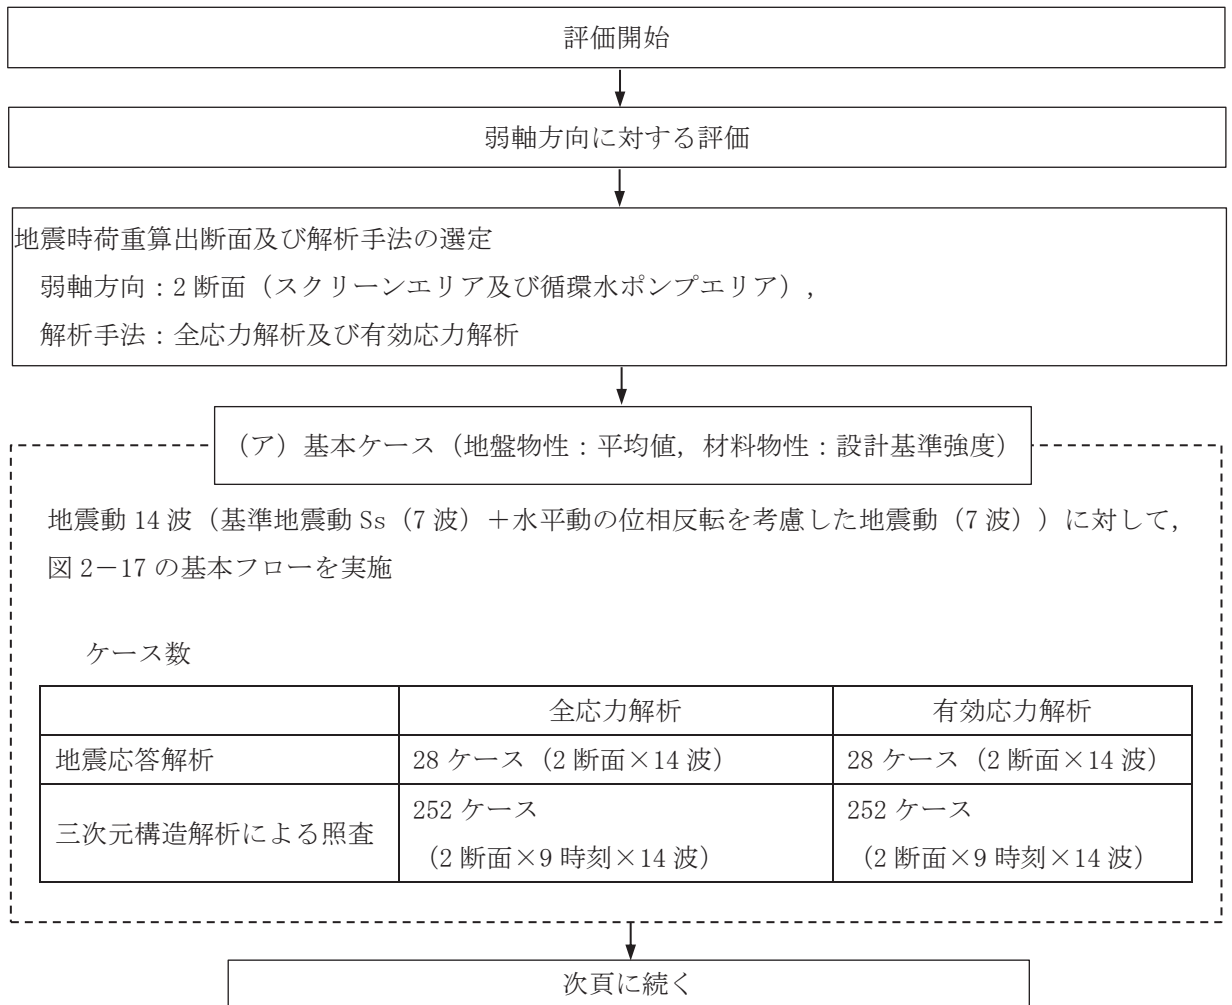 評価開始
弱軸方向に対する評価
地震時荷重算出断面及び解析手法の選定
弱軸方向：2 断面（スクリーンエリア及び循環水ポンプエリア），
解析手法：全応力解析及び有効応力解析
（ア）基本ケース（地盤物性：平均値，材料物性：設計基準強度）
地震動 14 波（基準地震動 Ss（7 波）＋水平動の位相反転を考慮した地震動（7 波））に対して，
図 2－17 の基本フローを実施
ケース数
全応力解析 有効応力解析
地震応答解析 28 ケース（2 断面×14 波） 28 ケース（2 断面×14 波）
三次元構造解析による照査 252 ケース 252 ケース
（2 断面×9 時刻×14 波） （2 断面×9 時刻×14 波）
次頁に続く